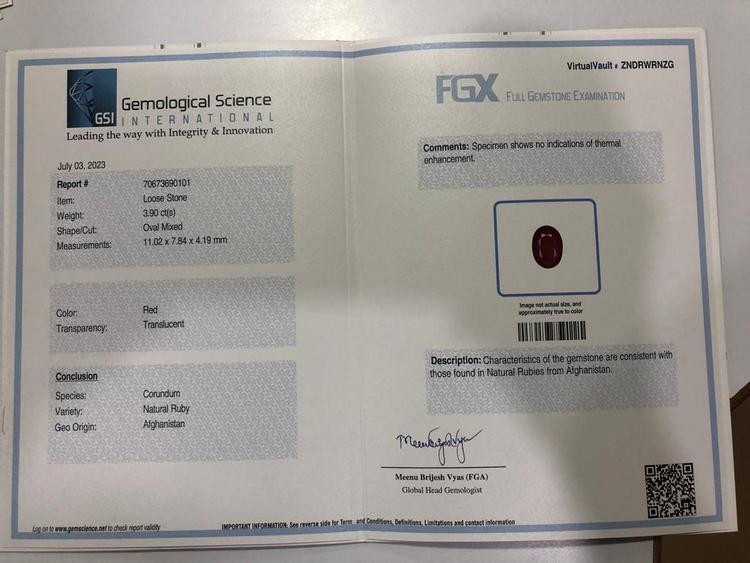 GSI
Gemological Science
INTERNATIONAL
Leading the way with Integrity & Innovation
July 03, 2023
Report # 70673690101
Item: Loose Stone
Weight: 3.90 ct(s)
Shape/Cut: Oval Mixed
Measurements: 11.02 x 7.84 x 4.19 mm
Color: Red
Transparency: Translucent
Conclusion
Species: Corundum
Variety: Natural Ruby
Geo Origin: Afghanistan
Log on to www.gemscience.net to check report validity
IMPORTANT INFORMATION: See reverse side for Term and Conditions, Definitions, Limitations and contact information
VirtualVault # ZNDRWRNZG
FGX FULL GEMSTONE EXAMINATION
Comments: Specimen shows no indications of thermal
enhancement.
Image not actual size, and
approximately true to color
Description: Characteristics of the gemstone are consistent with
those found in Natural Rubies from Afghanistan.
Meenu Brijesh Vyas (FGA)
Global Head Gemologist